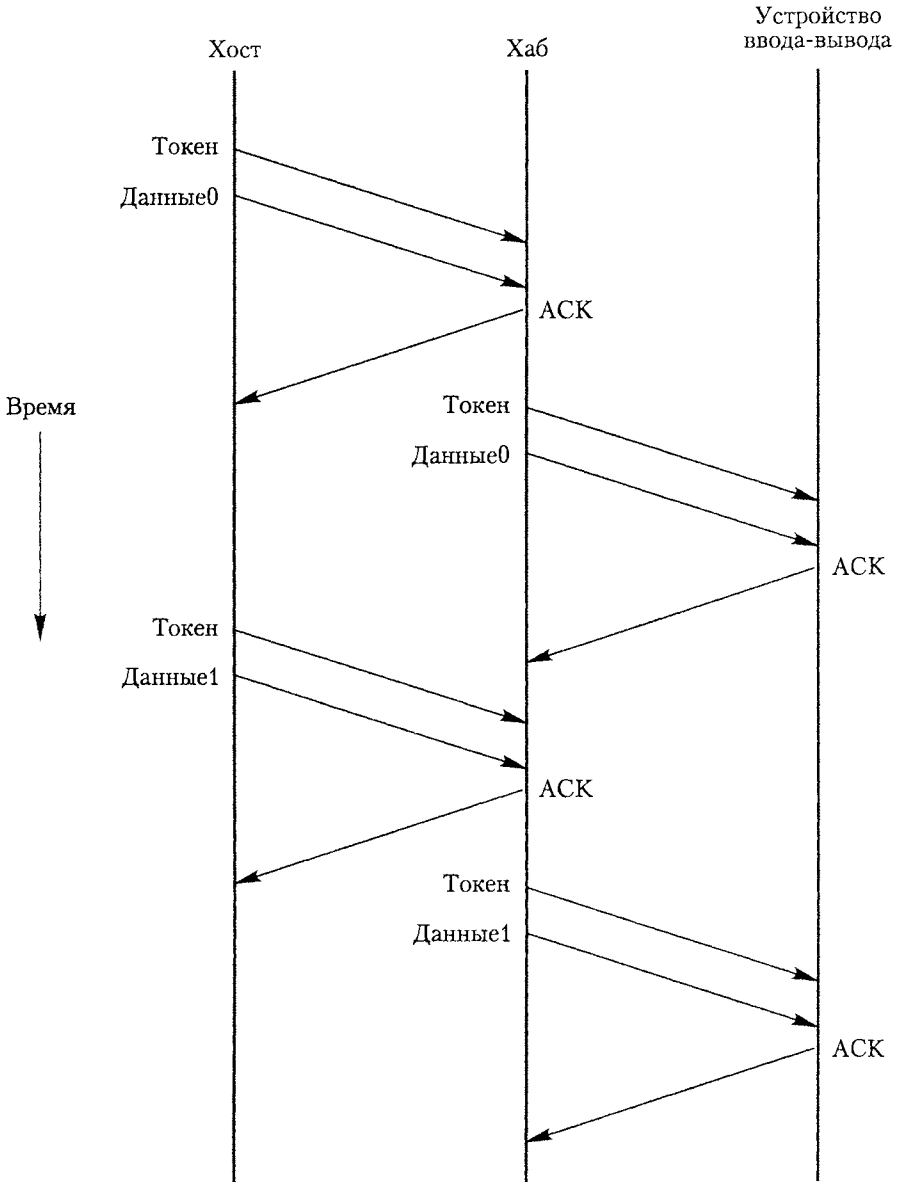 Устройство
ввода-вывода
Хост
Хаб
Токен
Данные0
ACK
Время
Токен
Данные0
ACK
Токен
Данные1
ACK
Токен
Данные1
ACK